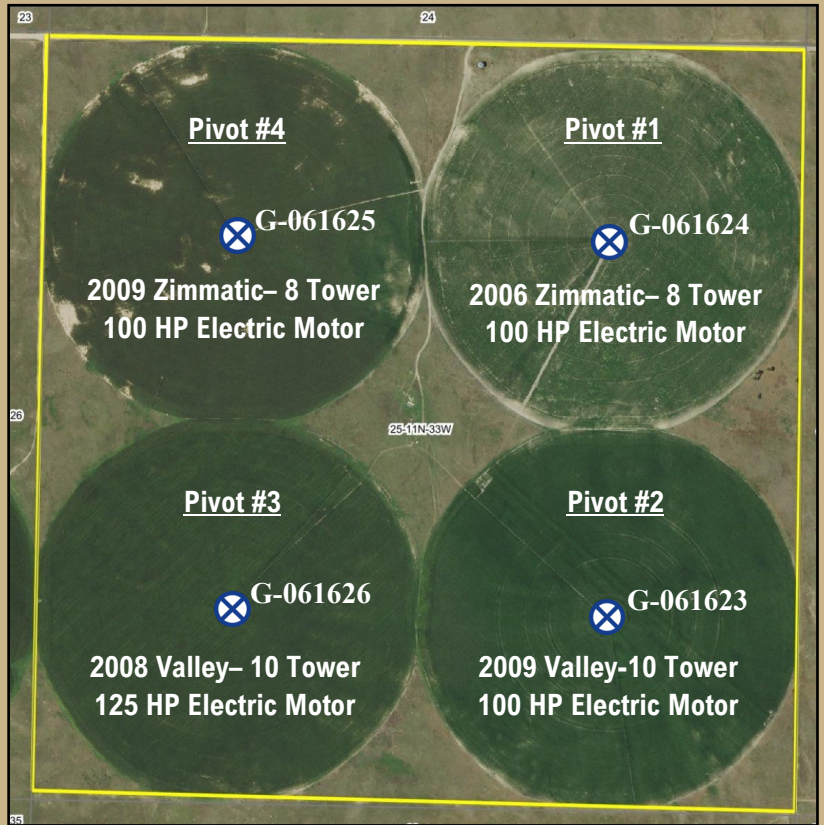 23
24
Pivot #4
G-061625
2009 Zimmatic– 8 Tower
100 HP Electric Motor
Pivot #1
G-061624
2006 Zimmatic– 8 Tower
100 HP Electric Motor
26
25-11N-33W
Pivot #3
G-061626
2008 Valley– 10 Tower
125 HP Electric Motor
Pivot #2
G-061623
2009 Valley-10 Tower
100 HP Electric Motor
35